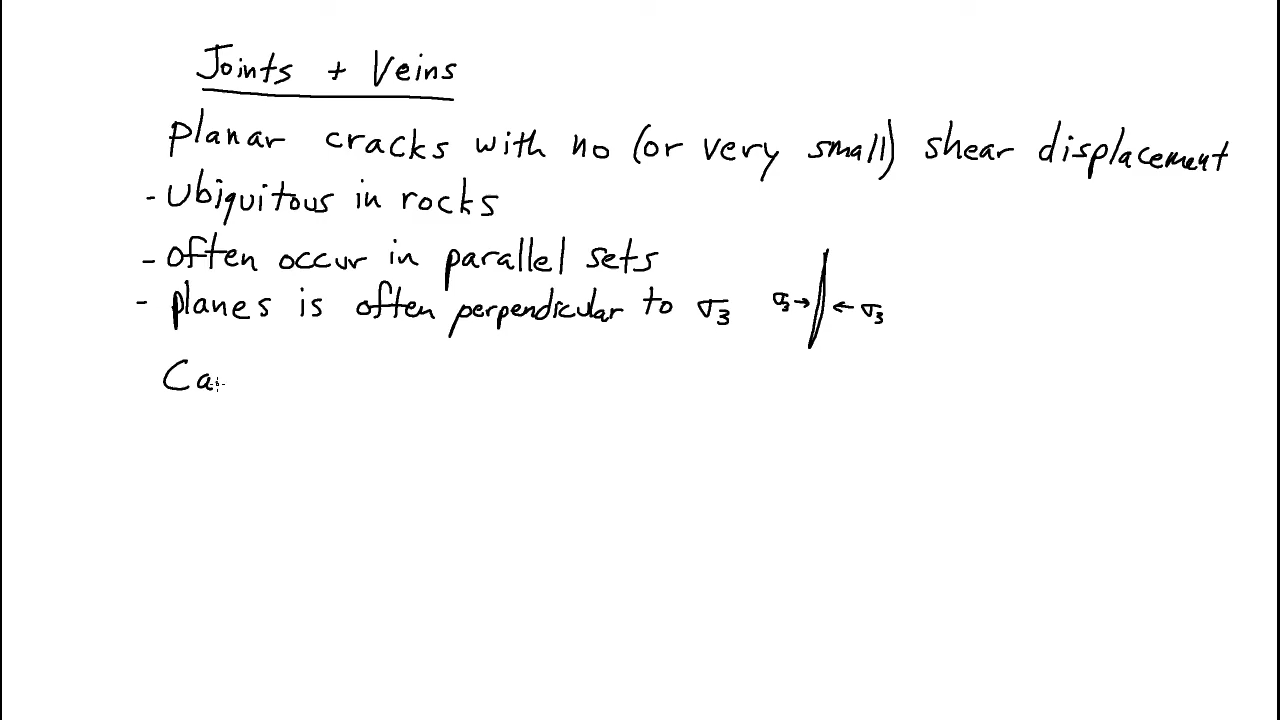 Joints + Veins
planar cracks with no (or very small) shear displacement
- Ubiquitous in rocks
- often occur in parallel sets
- planes is often perpendicular to σ3 σ3→ ← σ3
Ca